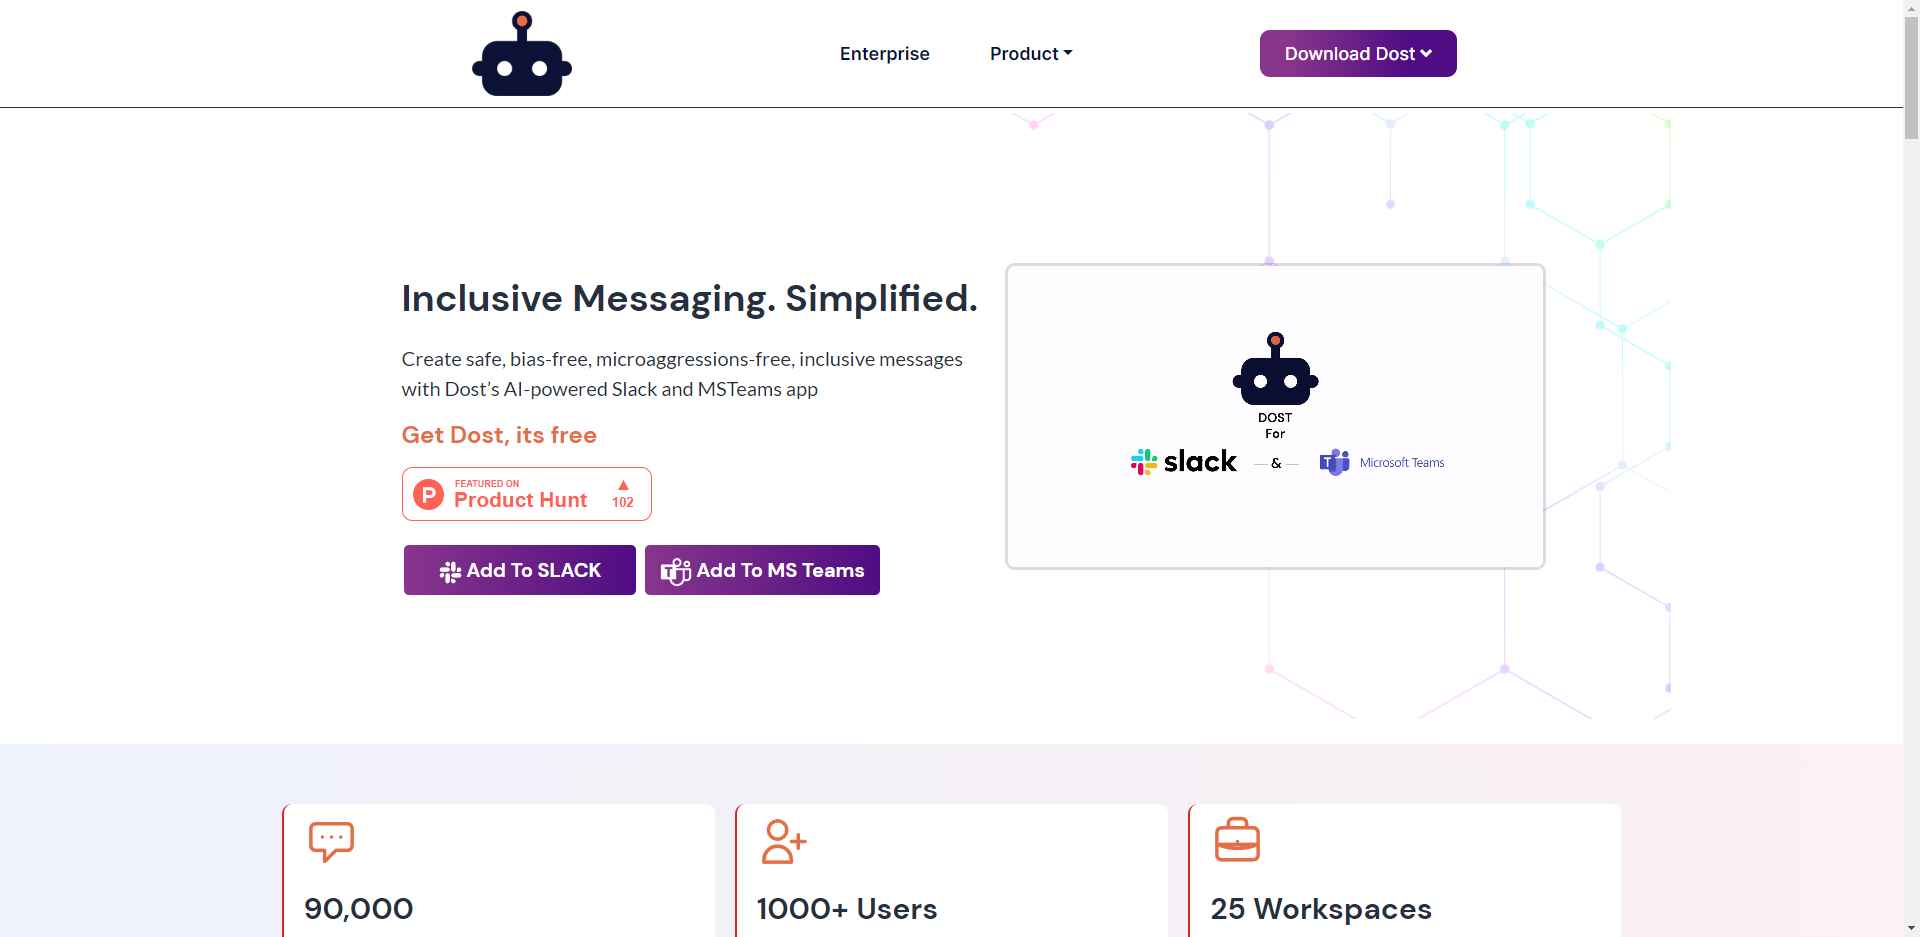 Enterprise
Product
Download Dost
Inclusive Messaging. Simplified.
Create safe, bias-free, microaggressions-free, inclusive messages
with Dost’s AI-powered Slack and MSTeams app
Get Dost, its free
P
FEATURED ON
Product Hunt
102
Add To SLACK
T
Add To MS Teams
DOST
For
slack
&
T
Microsoft Teams
90,000
1000+ Users
25 Workspaces